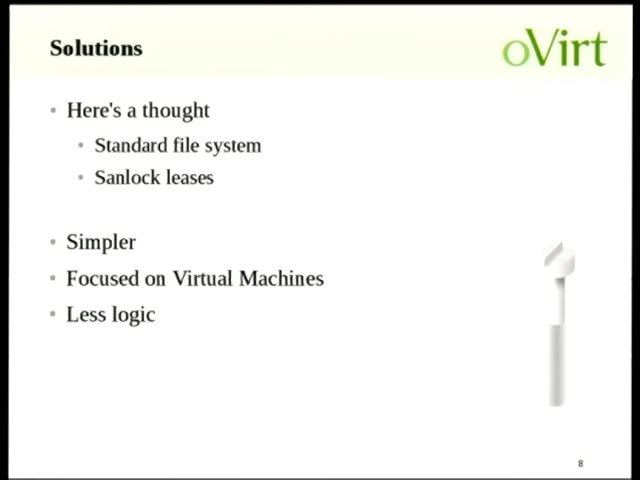 Solutions
oVirt
Here's a thought
Standard file system
Sanlock leases
Simpler
Focused on Virtual Machines
Less logic
8